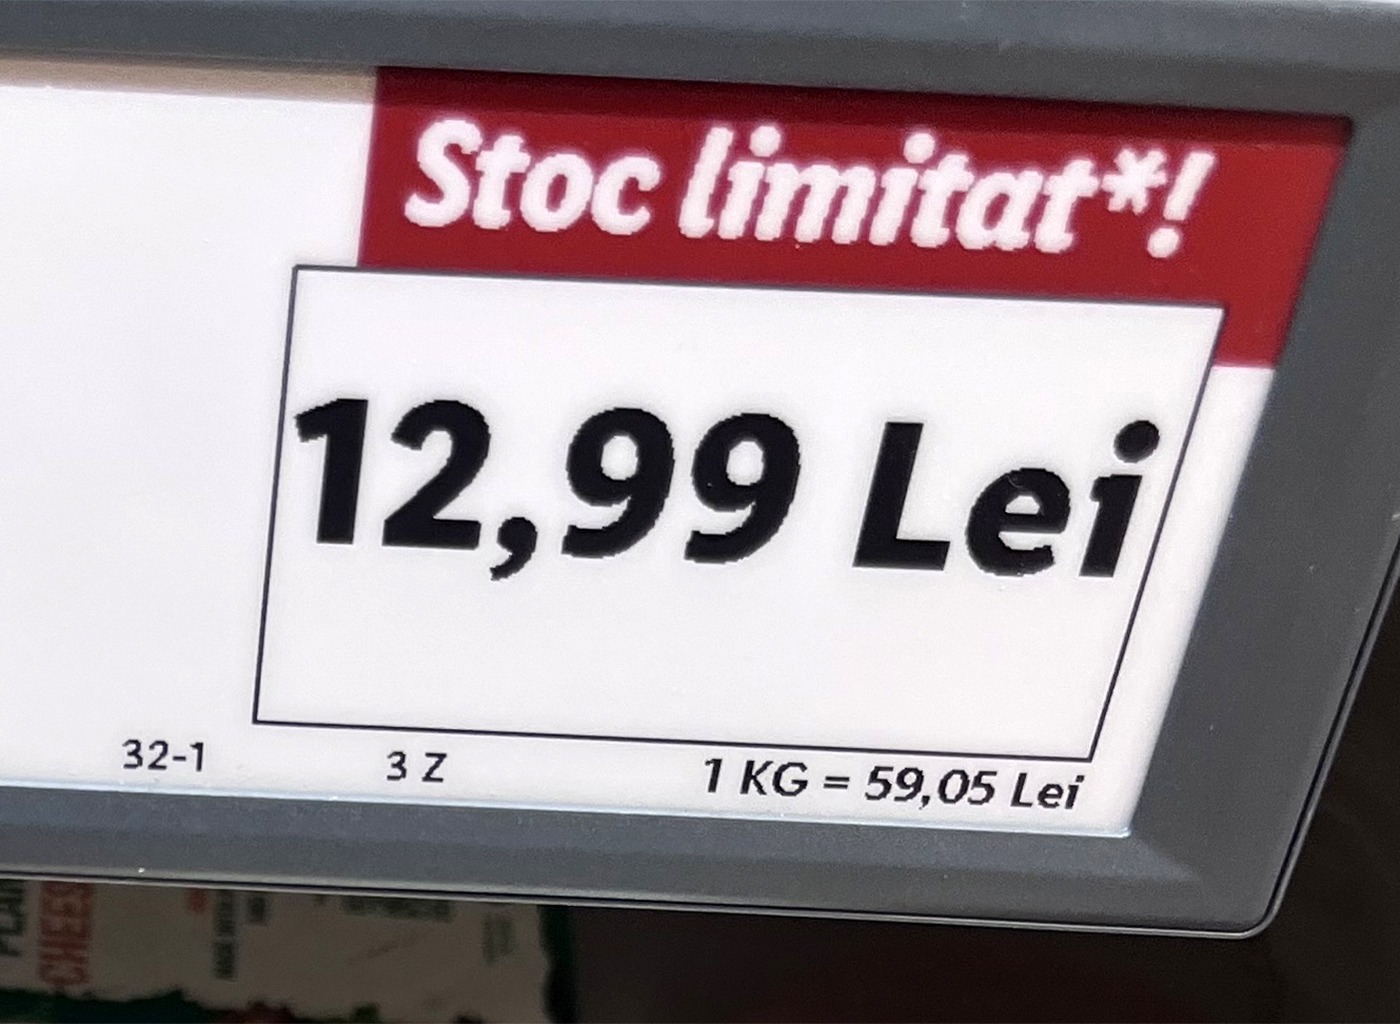 Stoc limitat*!
12,99 Lei
32-1 3 Z 1 KG = 59,05 Lei